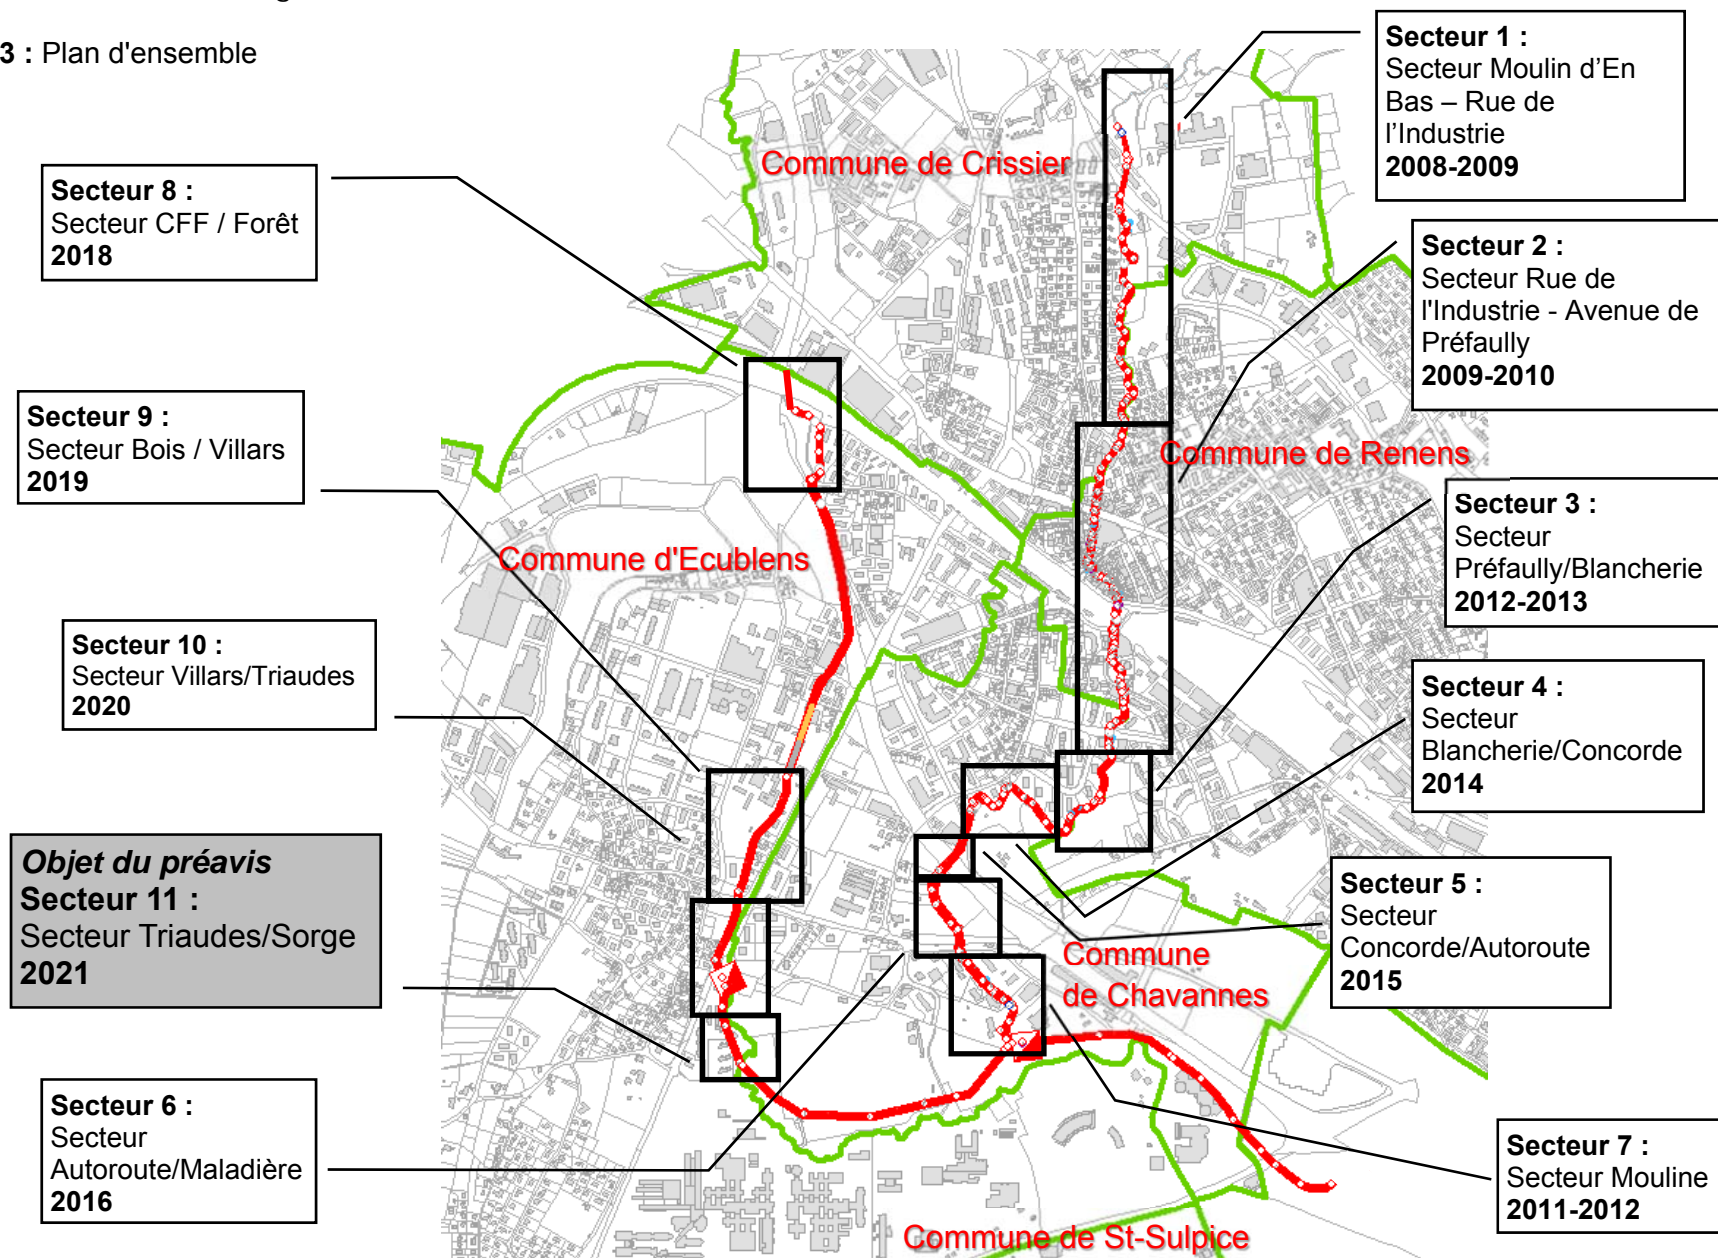 3 : Plan d'ensemble
Secteur 1 :
Secteur Moulin d'En
Bas – Rue de
l'Industrie
2008-2009
Commune de Crissier
Secteur 8 :
Secteur CFF / Forêt
2018
Secteur 2 :
Secteur Rue de
l'Industrie - Avenue de
Préfaully
2009-2010
Secteur 9 :
Secteur Bois / Villars
2019
Commune de Renens
Secteur 3 :
Secteur
Préfaully/Blancherie
2012-2013
Commune d'Ecublens
Secteur 10 :
Secteur Villars/Triaudes
2020
Secteur 4 :
Secteur
Blancherie/Concorde
2014
Objet du préavis
Secteur 11 :
Secteur Triaudes/Sorge
2021
Secteur 5 :
Secteur
Concorde/Autoroute
2015
Commune
de Chavannes
Secteur 6 :
Secteur
Autoroute/Maladière
2016
Secteur 7 :
Secteur Mouline
2011-2012
Commune de St-Sulpice